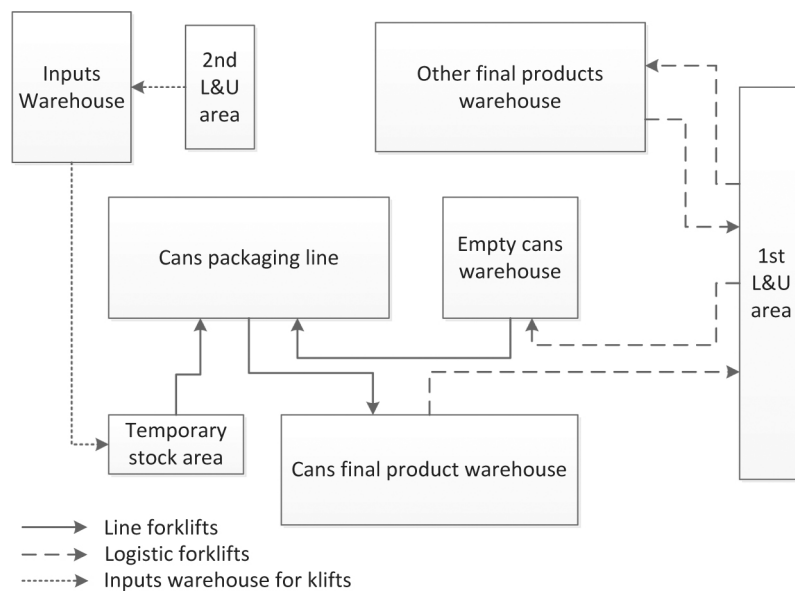 Inputs
Warehouse
2nd
L&U
area
Other final products
warehouse
Cans packaging line
Empty cans
warehouse
1st
L&U
area
Temporary
stock area
Cans final product warehouse
Line forklifts
Logistic forklifts
Inputs warehouse for klifts